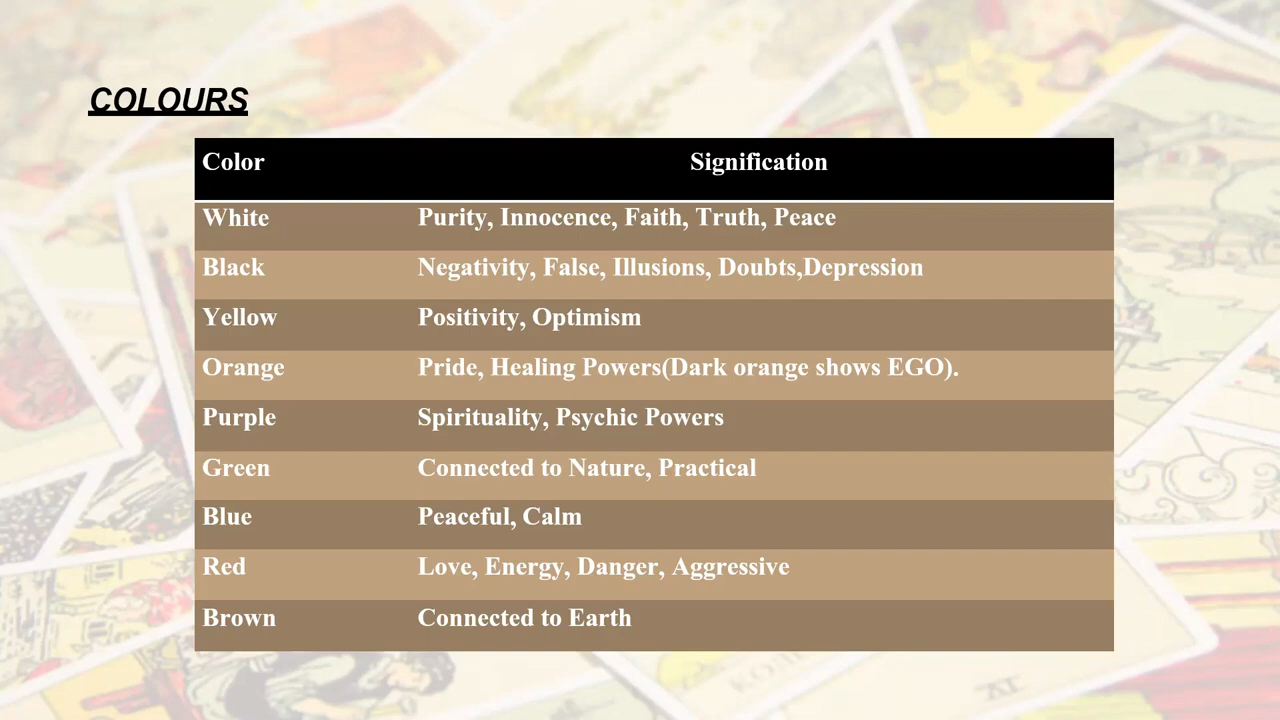 COLOURS
Color Signification
White Purity, Innocence, Faith, Truth, Peace
Black Negativity, False, Illusions, Doubts,Depression
Yellow Positivity, Optimism
Orange Pride, Healing Powers(Dark orange shows EGO).
Purple Spirituality, Psychic Powers
Green Connected to Nature, Practical
Blue Peaceful, Calm
Red Love, Energy, Danger, Aggressive
Brown Connected to Earth
IV